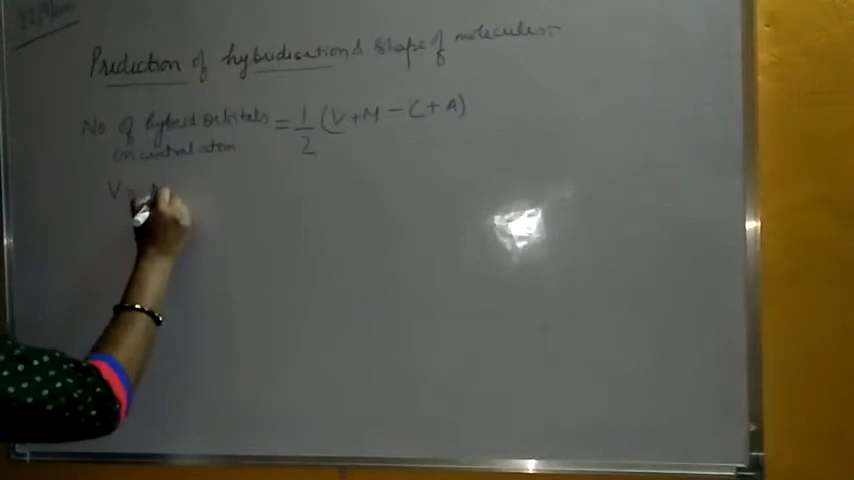 Prediction of hybridisation & shape of molecules:-
No of hybrid orbitals = 1/2 (V+M-C+A)
on central atom
V =